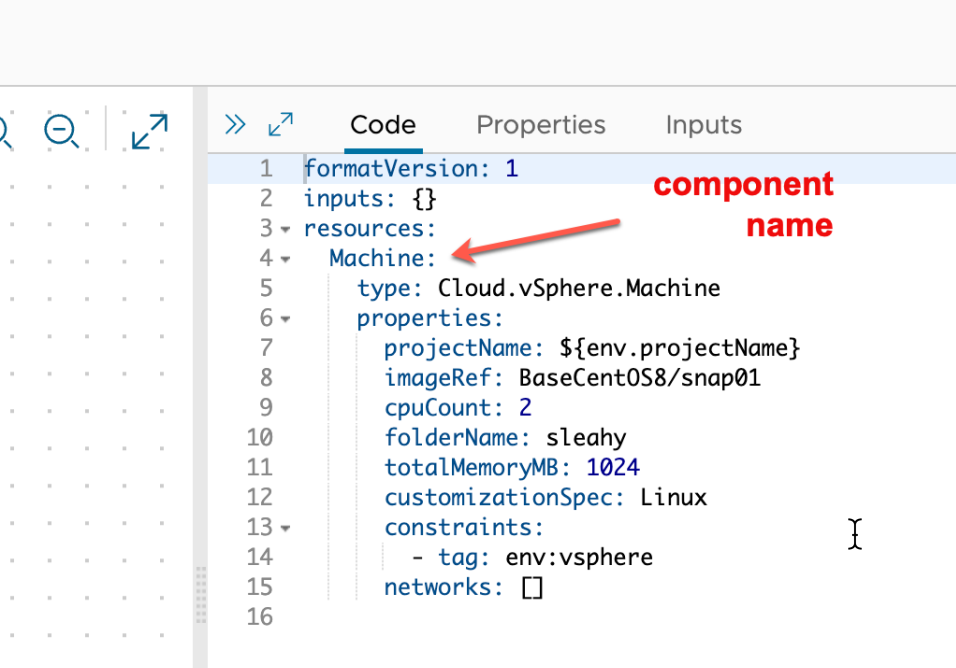 Code Properties Inputs
1 formatVersion: 1
component
2 inputs: {}
name
3 resources:
4 Machine:
5 type: Cloud.vSphere.Machine
6 properties:
7 projectName: ${env.projectName}
8 imageRef: BaseCentOS8/snap01
9 cpuCount: 2
10 folderName: sleahy
11 totalMemoryMB: 1024
12 customizationSpec: Linux
13 constraints:
14 - tag: env:vsphere
15 networks: []
16